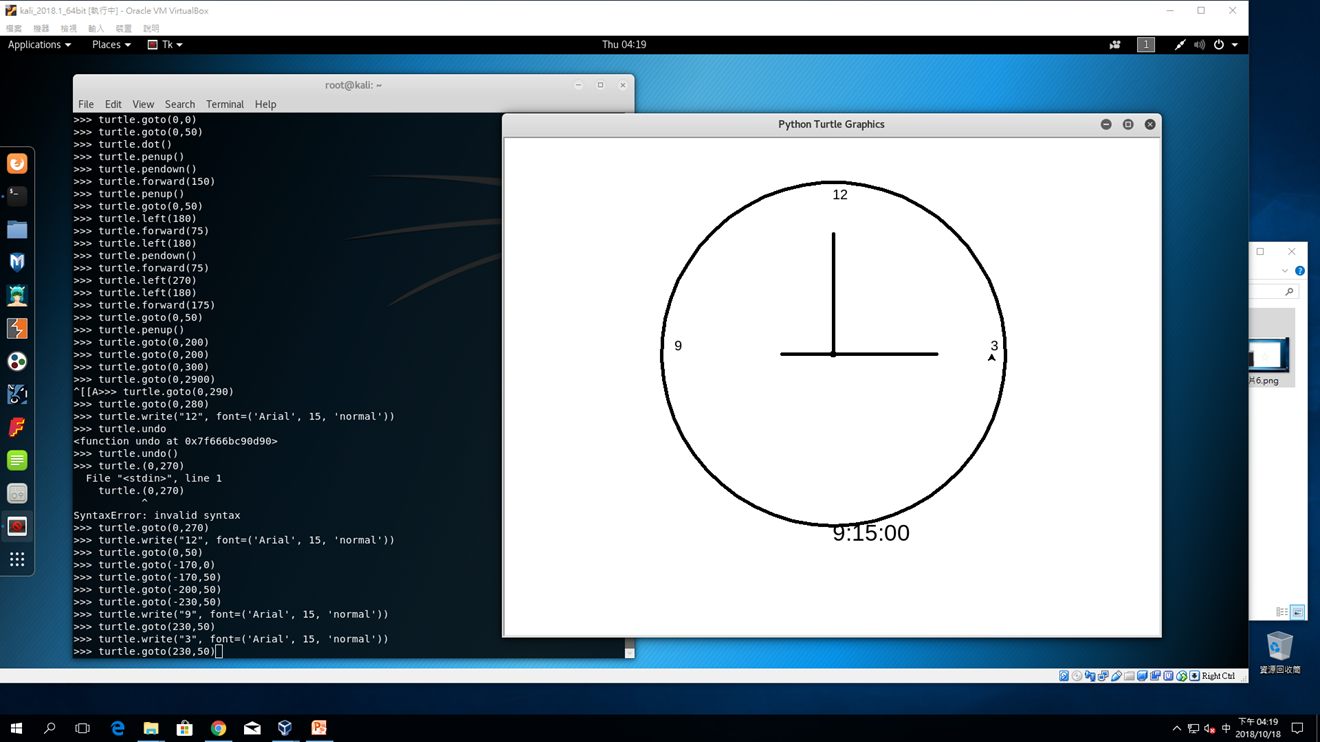 kali_2018.1_64bit [執行中] - Oracle VM VirtualBox
檔案 機器 檢視 輸入 裝置 說明
Applications Places Tk Thu 04:19 1
root@kali: ~
File Edit View Search Terminal Help
>>> turtle.goto(0,0)
>>> turtle.goto(0,50)
>>> turtle.dot()
>>> turtle.penup()
>>> turtle.pendown()
>>> turtle.forward(150)
>>> turtle.penup()
>>> turtle.goto(0,50)
>>> turtle.left(180)
>>> turtle.forward(75)
>>> turtle.left(180)
>>> turtle.pendown()
>>> turtle.forward(75)
>>> turtle.left(270)
>>> turtle.left(180)
>>> turtle.forward(175)
>>> turtle.goto(0,50)
>>> turtle.penup()
>>> turtle.goto(0,200)
>>> turtle.goto(0,200)
>>> turtle.goto(0,300)
>>> turtle.goto(0,2900)
^[[A>>> turtle.goto(0,290)
>>> turtle.goto(0,280)
>>> turtle.write("12", font=('Arial', 15, 'normal'))
>>> turtle.undo
<function undo at 0x7f666bc90d90>
>>> turtle.undo()
>>> turtle.(0,270)
File "<stdin>", line 1
turtle.(0,270)
^
SyntaxError: invalid syntax
>>> turtle.goto(0,270)
>>> turtle.write("12", font=('Arial', 15, 'normal'))
>>> turtle.goto(0,50)
>>> turtle.goto(-170,0)
>>> turtle.goto(-170,50)
>>> turtle.goto(-200,50)
>>> turtle.goto(-230,50)
>>> turtle.write("9", font=('Arial', 15, 'normal'))
>>> turtle.goto(230,50)
>>> turtle.write("3", font=('Arial', 15, 'normal'))
>>> turtle.goto(230,50)
Python Turtle Graphics
12
9 3
9:15:00
片6.png
Right Ctrl
資源回收筒
中 下午 04:19
2018/10/18